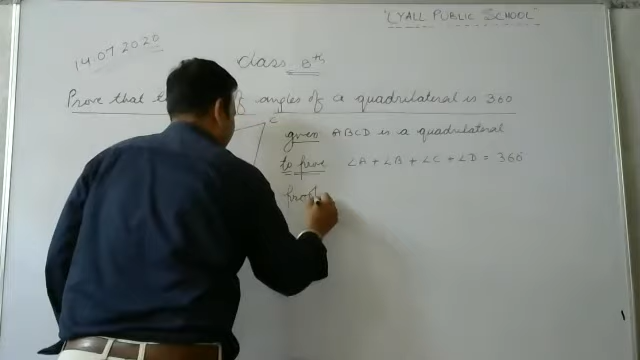 "LYALL PUBLIC SCHOOL"
14.07.2020
Class 8th
Prove that t of angles of a quadrilateral is 360
C
given ABCD is a quadrilateral
To prove ∠A + ∠B + ∠C + ∠D = 360°
Proof